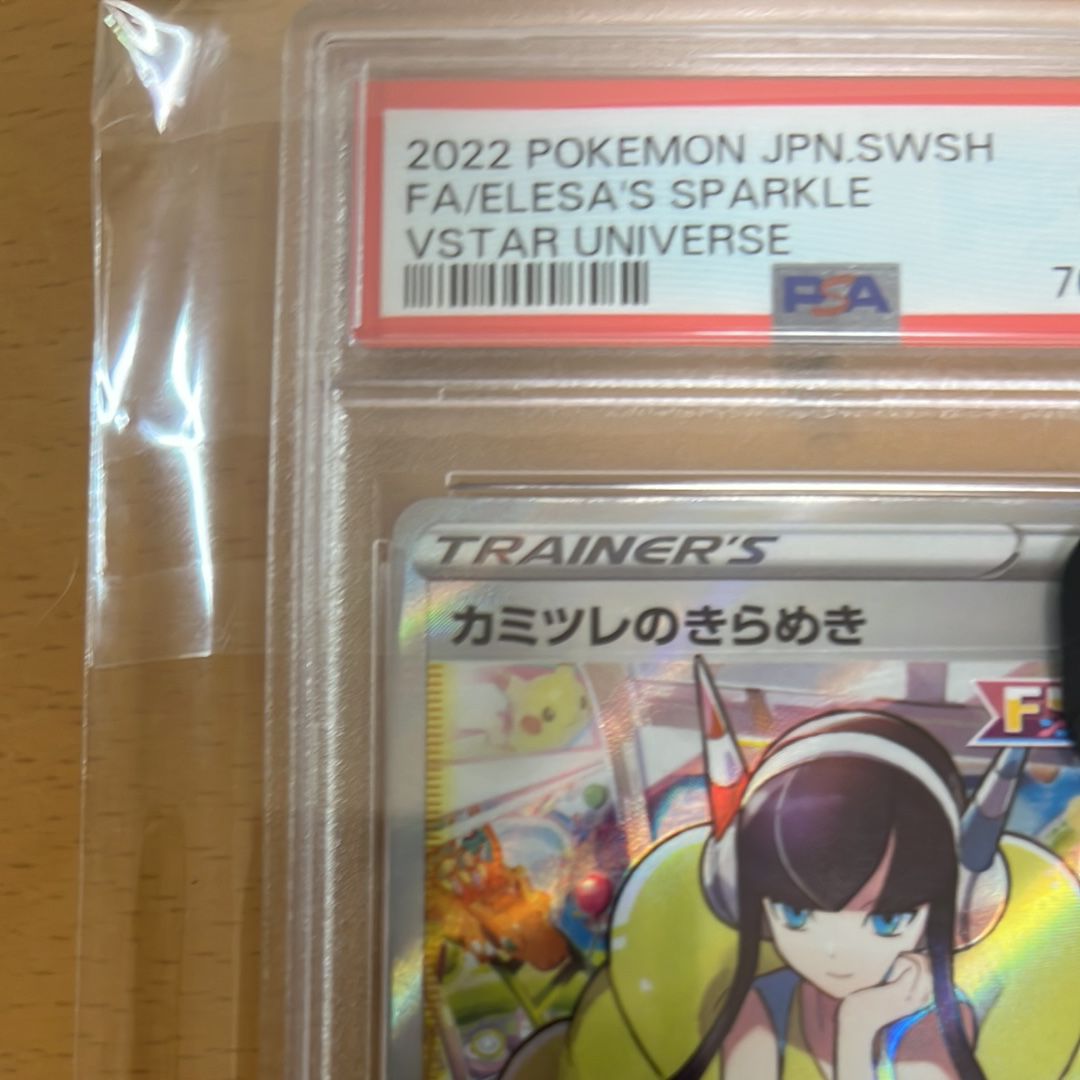 2022 POKEMON JPN.SWSH
FA/ELESA'S SPARKLE
VSTAR UNIVERSE
PSA
TRAINER'S
カミツレのきらめき